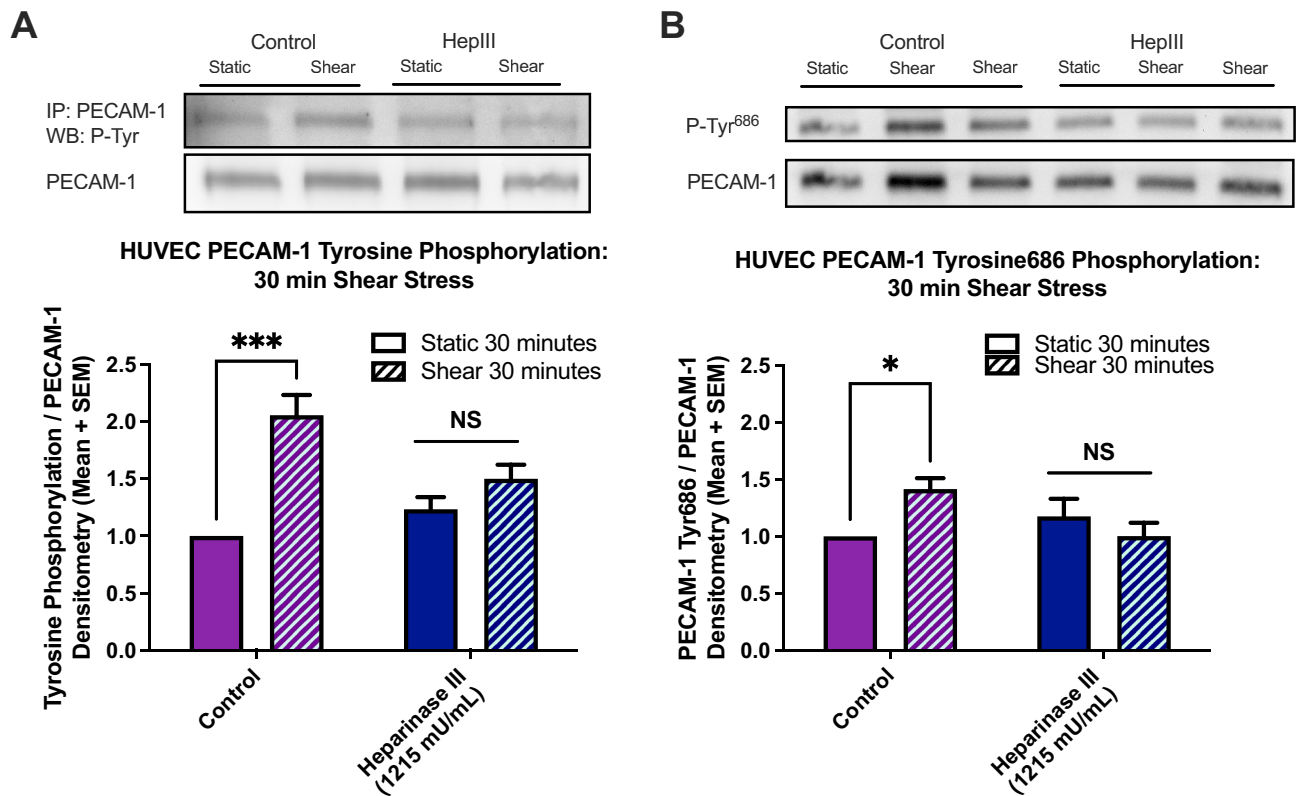 A
Control
HepIII
Static
Shear
Static
Shear
IP: PECAM-1
WB: P-Tyr
PECAM-1
HUVEC PECAM-1 Tyrosine Phosphorylation:
30 min Shear Stress
Tyrosine Phosphorylation / PECAM-1
Densitometry (Mean + SEM)
2.5
2.0
1.5
1.0
0.5
0.0
***
NS
Static 30 minutes
Shear 30 minutes
Control
Heparinase III
(1215 mU/mL)
B
Control
HepIII
Static
Shear
Shear
Static
Shear
Shear
P-Tyr⁶⁸⁶
PECAM-1
HUVEC PECAM-1 Tyrosine686 Phosphorylation:
30 min Shear Stress
PECAM-1 Tyr686 / PECAM-1
Densitometry (Mean + SEM)
2.5
2.0
1.5
1.0
0.5
0.0
*
NS
Static 30 minutes
Shear 30 minutes
Control
Heparinase III
(1215 mU/mL)